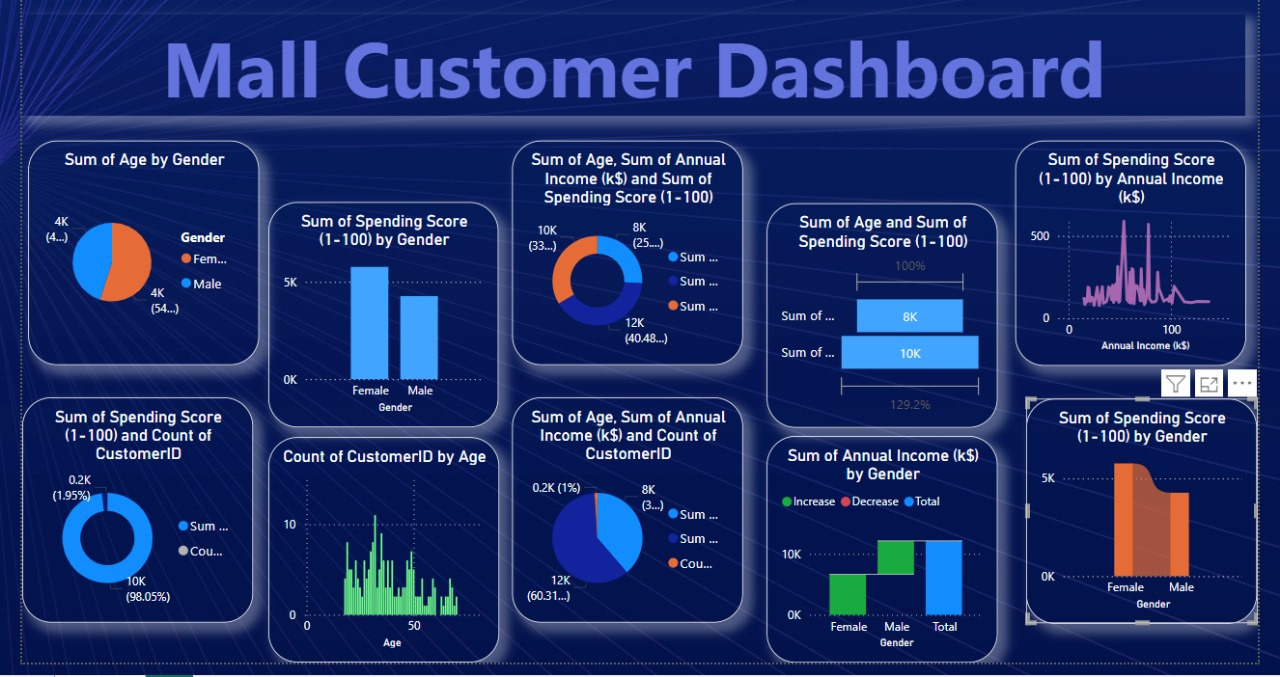 Mall Customer Dashboard
Sum of Age by Gender
4K
(4...)
Gender
Fem...
Male
4K
(54...)
Sum of Spending Score
(1-100) by Gender
5K
0K
Female
Male
Gender
Sum of Age, Sum of Annual
Income (k$) and Sum of
Spending Score (1-100)
10K
(33...)
8K
(25....)
Sum ...
Sum ...
Sum ...
12K
(40.48...)
Sum of Age and Sum of
Spending Score (1-100)
100%
Sum of ...
8K
Sum of ...
10K
129.2%
Sum of Spending Score
(1-100) by Annual Income
(k$)
500
0
0
100
Annual Income (k$)
Sum of Spending Score
(1-100) and Count of
CustomerID
0.2K
(1.95%)
Sum ...
Cou...
10K
(98.05%)
Count of CustomerID by Age
10
0
0
50
Age
Sum of Age, Sum of Annual
Income (k$) and Count of
CustomerID
0.2K (1%)
8K
(3...)
Sum ...
Sum ...
Cou...
12K
(60.31...)
Sum of Annual Income (k$)
by Gender
Increase
Decrease
Total
10K
0K
Female
Male
Total
Gender
Sum of Spending Score
(1-100) by Gender
5K
0K
Female
Male
Gender